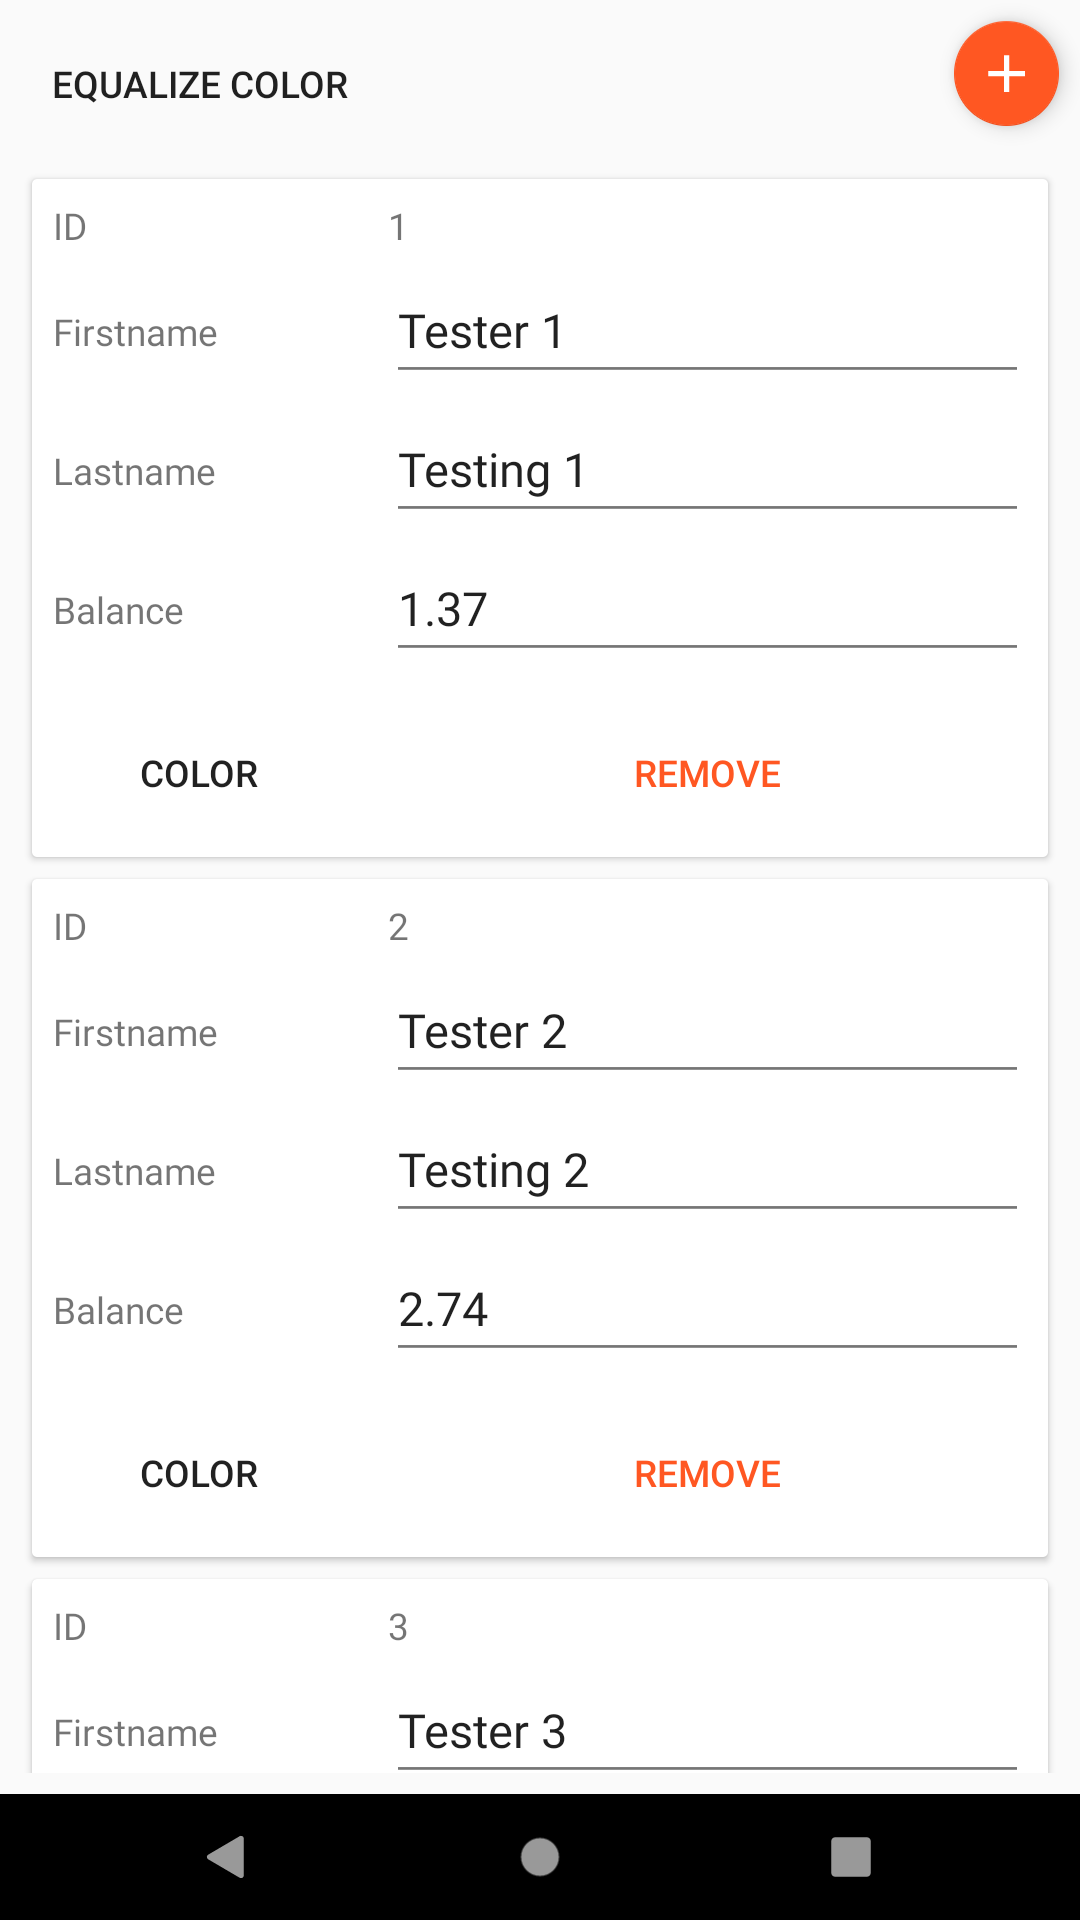 EQUALIZE COLOR
ID 1
Firstname Tester 1
Lastname Testing 1
Balance 1.37
COLOR REMOVE
ID 2
Firstname Tester 2
Lastname Testing 2
Balance 2.74
COLOR REMOVE
ID 3
Firstname Tester 3